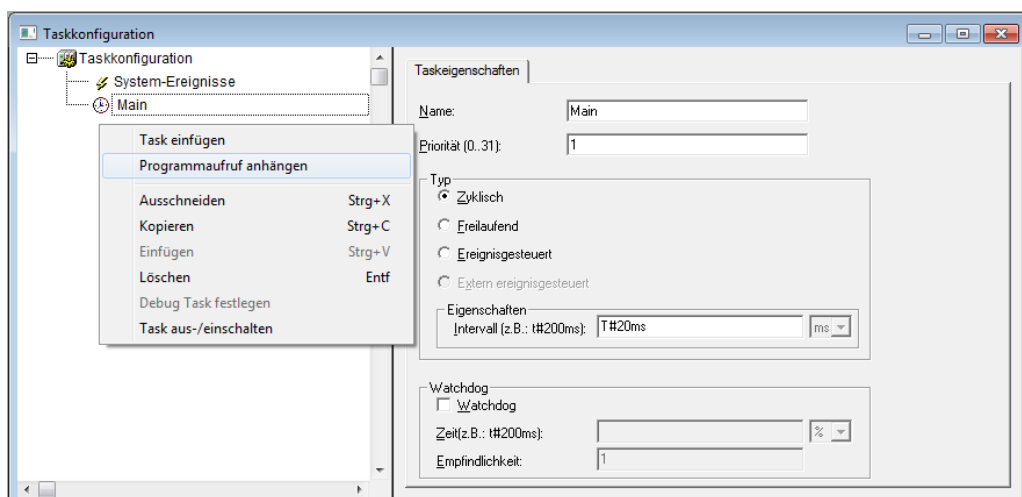 Taskkonfiguration
Taskkonfiguration
System-Ereignisse
Main
Task einfügen
Programmaufruf anhängen
Ausschneiden Strg+X
Kopieren Strg+C
Einfügen Strg+V
Löschen Entf
Debug Task festlegen
Task aus-/einschalten
Taskeigenschaften
Name: Main
Priorität (0..31): 1
Typ
Zyklisch
Freilaufend
Ereignisgesteuert
Extern ereignisgesteuert
Eigenschaften
Intervall (z.B.: t#200ms): T#20ms ms
Watchdog
Watchdog
Zeit(z.B.: t#200ms): %
Empfindlichkeit: 1